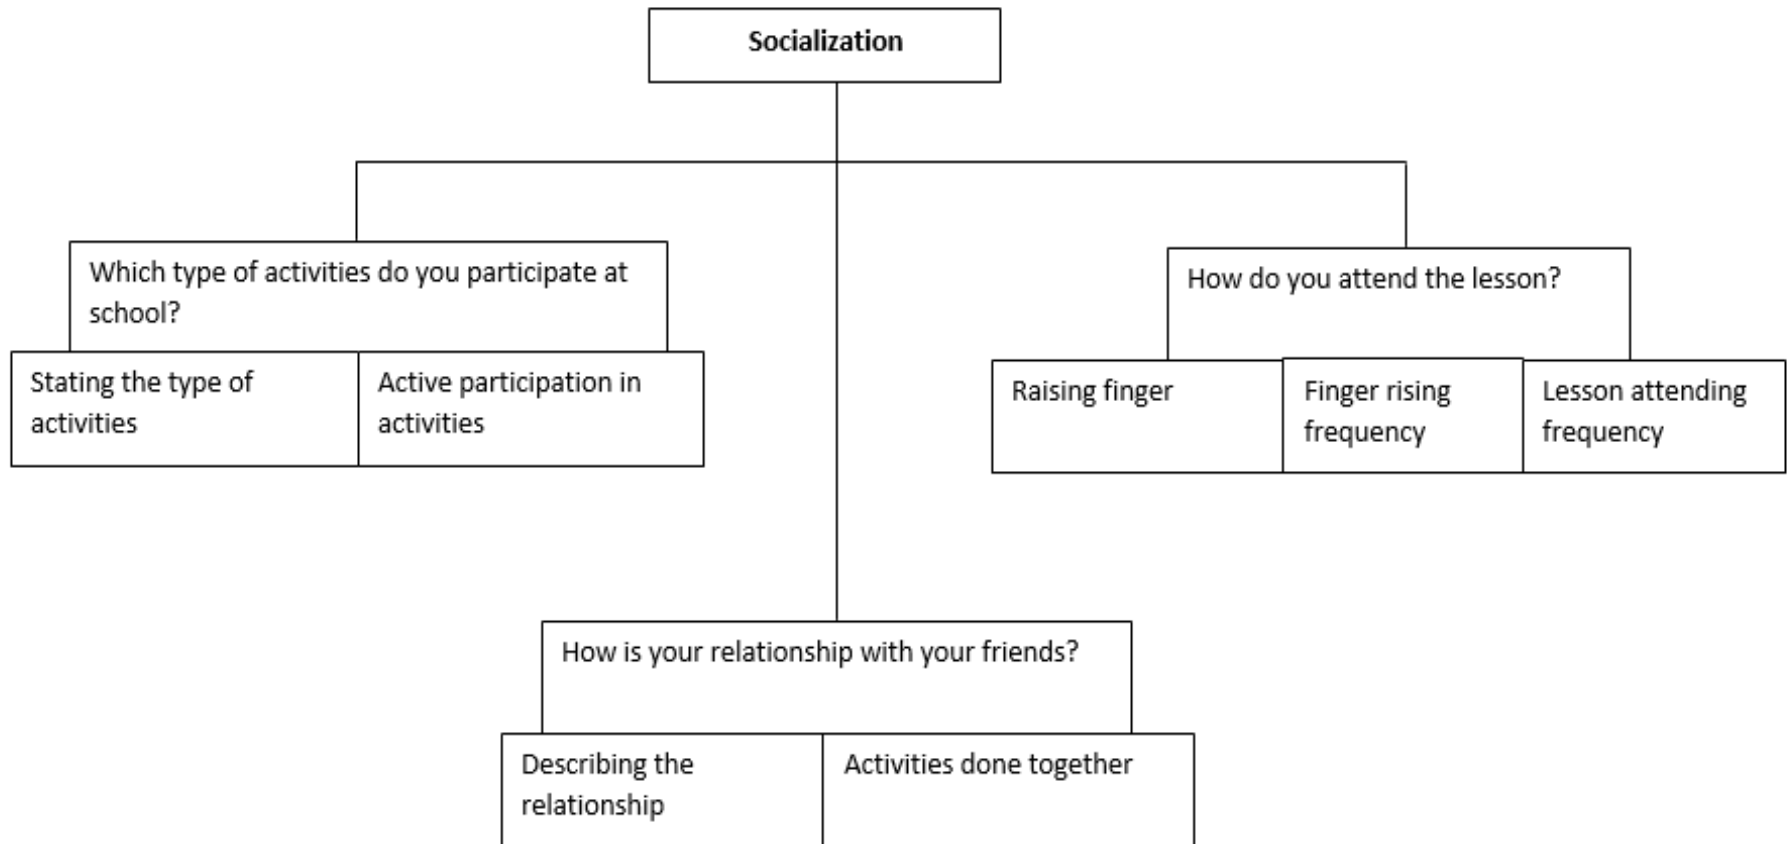 Socialization
Which type of activities do you participate at
school?
Stating the type of
activities
Active participation in
activities
How do you attend the lesson?
Raising finger
Finger rising
frequency
Lesson attending
frequency
How is your relationship with your friends?
Describing the
relationship
Activities done together